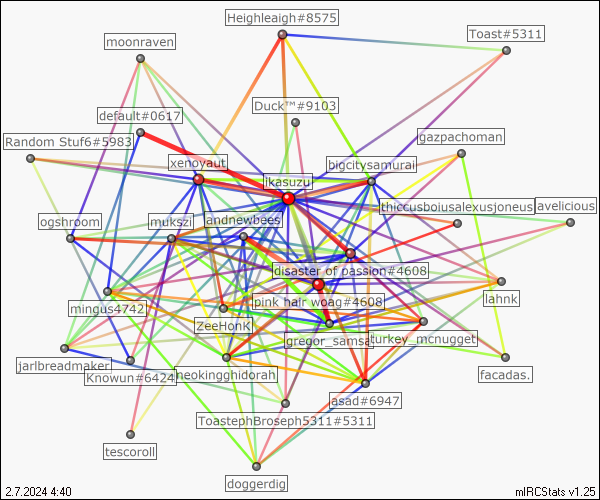 Heighleaigh#8575
Toast#5311
moonraven
Duck™#9103
default#0617
Random Stuf6#5983
gazpachoman
xenoyaut
bigcitysamurai
ikasuzu
thiccusboiusalexusjoneus
avelicious
ogshroom
mukszi
andnewbees
disaster of passion#4608
pink hair woag#4608
lahnk
mingus4742
ZeeHonK
gregor_samsa
turkey_mcnugget
jarlbreadmaker
Knowun#6424
neokingghidorah
facadas.
asad#6947
ToastephBroseph5311#5311
tescoroll
doggerdig
2.7.2024 4:40
mIRCStats v1.25